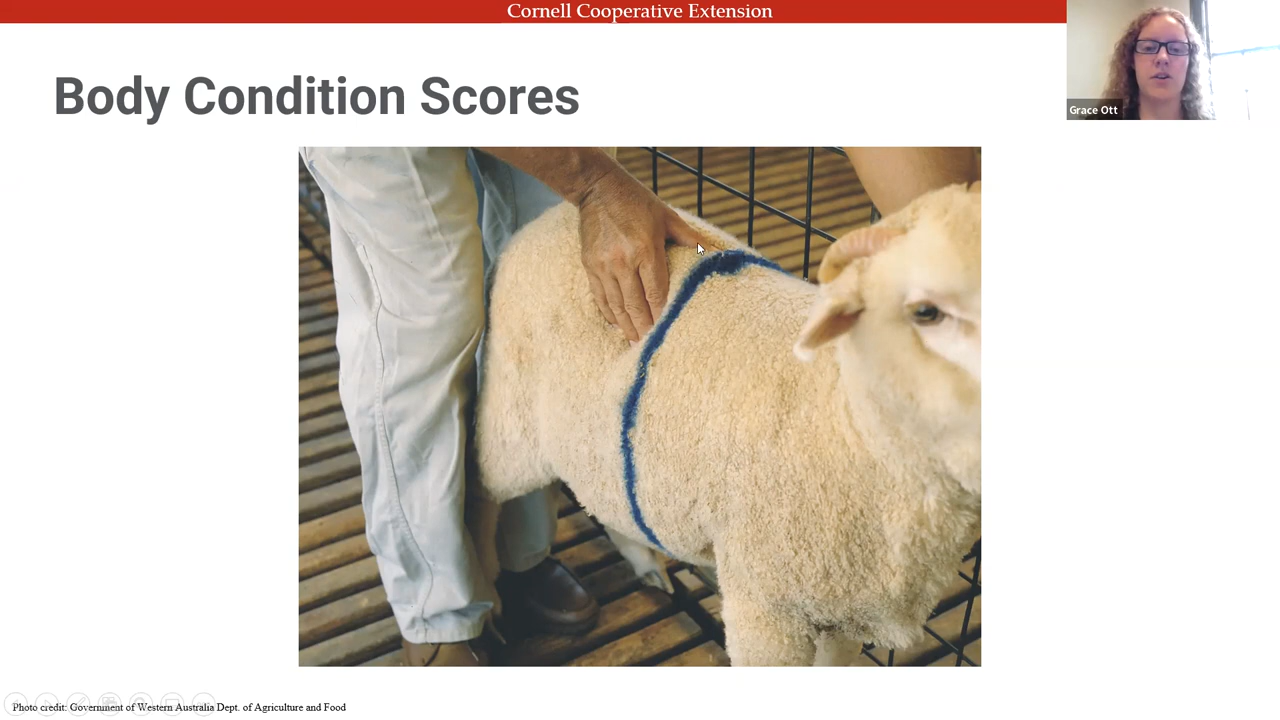 Cornell Cooperative Extension
Body Condition Scores
Grace Ott
Photo credit: Government of Western Australia Dept. of Agriculture and Food